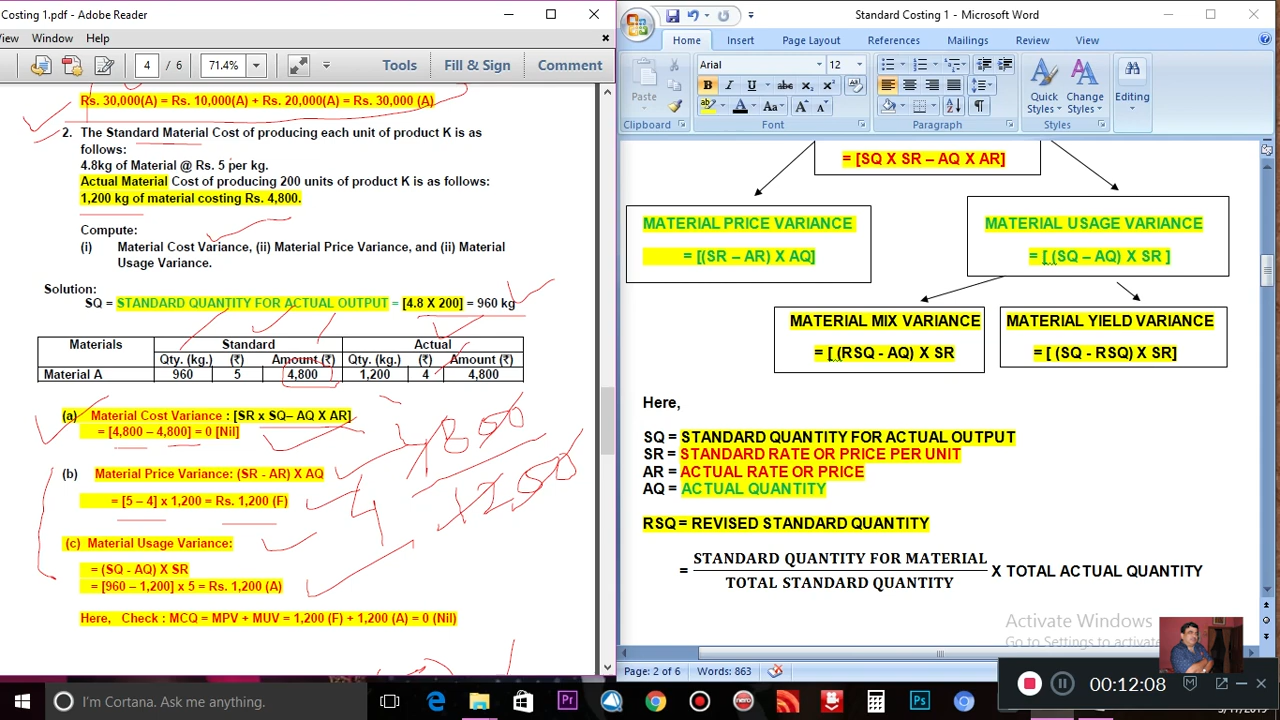 Costing 1.pdf - Adobe Reader
View Window Help
4 / 6 71.4% Tools Fill & Sign Comment
Rs. 30,000(A) = Rs. 10,000(A) + Rs. 20,000(A) = Rs. 30,000 (A)
2. The Standard Material Cost of producing each unit of product K is as
follows:
4.8kg of Material @ Rs. 5 per kg.
Actual Material Cost of producing 200 units of product K is as follows:
1,200 kg of material costing Rs. 4,800.
Compute:
(i) Material Cost Variance, (ii) Material Price Variance, and (ii) Material
Usage Variance.
Solution:
SQ = STANDARD QUANTITY FOR ACTUAL OUTPUT = [4.8 X 200] = 960 kg
Materials Standard Actual
Qty. (kg.) (₹) Amount (₹) Qty. (kg.) (₹) Amount (₹)
Material A 960 5 4,800 1,200 4 4,800
(a) Material Cost Variance : [SR x SQ– AQ X AR]
= [4,800 – 4,800] = 0 [Nil]
(b) Material Price Variance: (SR - AR) X AQ
= [5 – 4] x 1,200 = Rs. 1,200 (F)
(c) Material Usage Variance:
= (SQ - AQ) X SR
= [960 – 1,200] x 5 = Rs. 1,200 (A)
Here, Check : MCQ = MPV + MUV = 1,200 (F) + 1,200 (A) = 0 (Nil)
Standard Costing 1 - Microsoft Word
Home Insert Page Layout References Mailings Review View
Paste
Arial 12
Quick Styles
Change Styles
Editing
Clipboard Font Paragraph Styles
= [SQ X SR – AQ X AR]
MATERIAL PRICE VARIANCE
= [(SR – AR) X AQ]
MATERIAL USAGE VARIANCE
= [ (SQ – AQ) X SR ]
MATERIAL MIX VARIANCE
= [ (RSQ - AQ) X SR
MATERIAL YIELD VARIANCE
= [ (SQ - RSQ) X SR]
Here,
SQ = STANDARD QUANTITY FOR ACTUAL OUTPUT
SR = STANDARD RATE OR PRICE PER UNIT
AR = ACTUAL RATE OR PRICE
AQ = ACTUAL QUANTITY
RSQ = REVISED STANDARD QUANTITY
STANDARD QUANTITY FOR MATERIAL
= X TOTAL ACTUAL QUANTITY
TOTAL STANDARD QUANTITY
Activate Windows
Go to Settings to activate
Page: 2 of 6 Words: 863
00:12:08
I'm Cortana. Ask me anything.